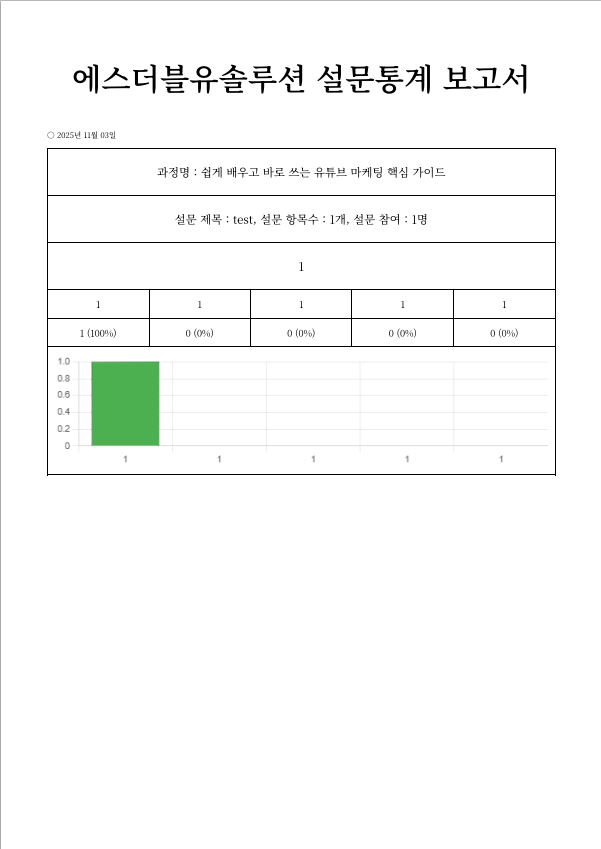 에스더블유솔루션 설문통계 보고서
○ 2025년 11월 03일
과정명 : 쉽게 배우고 바로 쓰는 유튜브 마케팅 핵심 가이드
설문 제목 : test, 설문 항목수 : 1개, 설문 참여 : 1명
1
1 1 1 1 1
1 (100%) 0 (0%) 0 (0%) 0 (0%) 0 (0%)
1.0
0.8
0.6
0.4
0.2
0
1 1 1 1 1